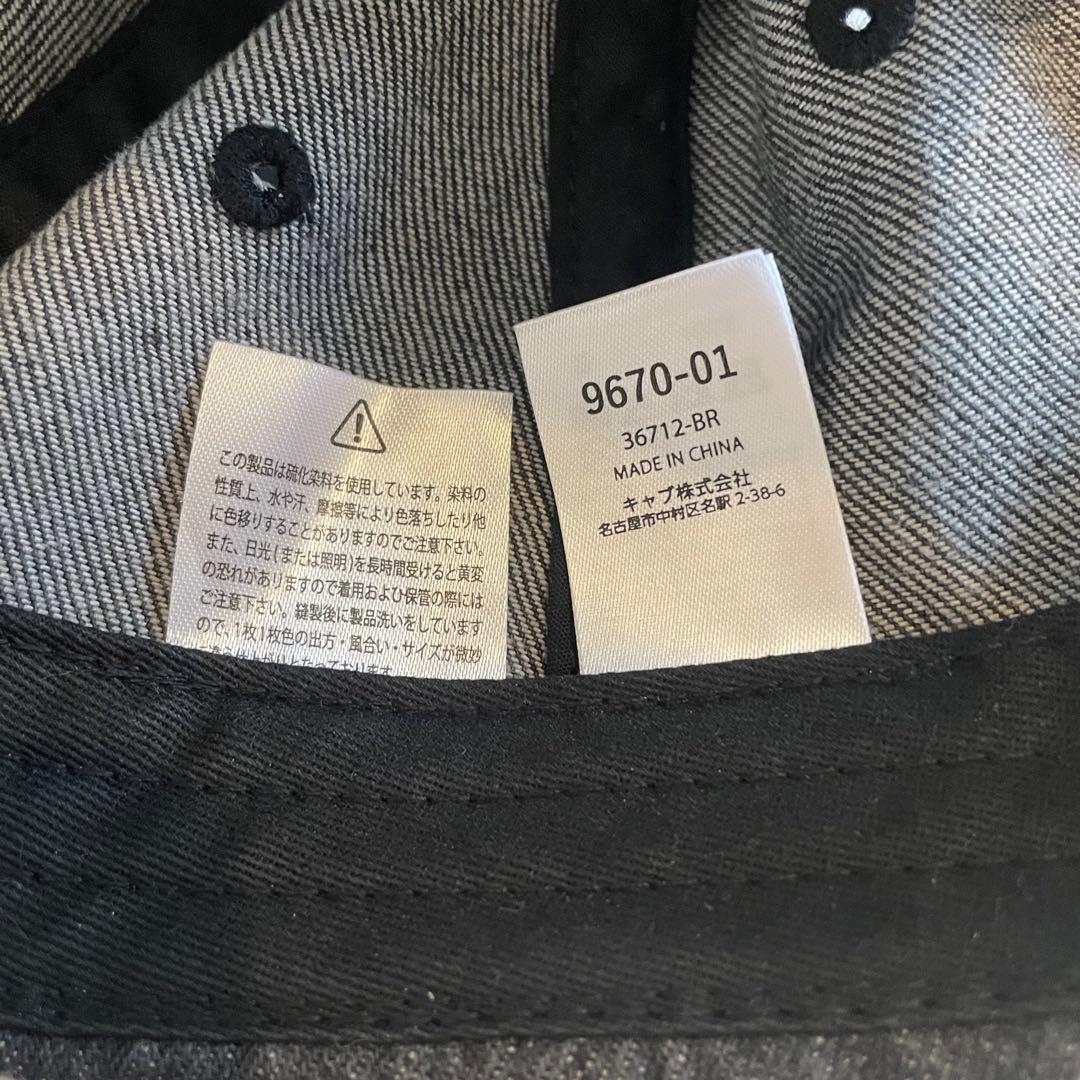 この製品は硫化染料を使用しています。染料の
性質上、水や汗、摩擦等により色落ちしたり他
に色移りすることがありますのでご注意下さい。
また、日光(または照明)を長時間受けると黄変
の恐れがありますので着用および保管の際には
ご注意下さい。縫製後に製品洗いをしています
ので、1枚1枚色の出方・風合い・サイズが微妙
9670-01
36712-BR
MADE IN CHINA
キャブ株式会社
名古屋市中村区名駅 2-38-6